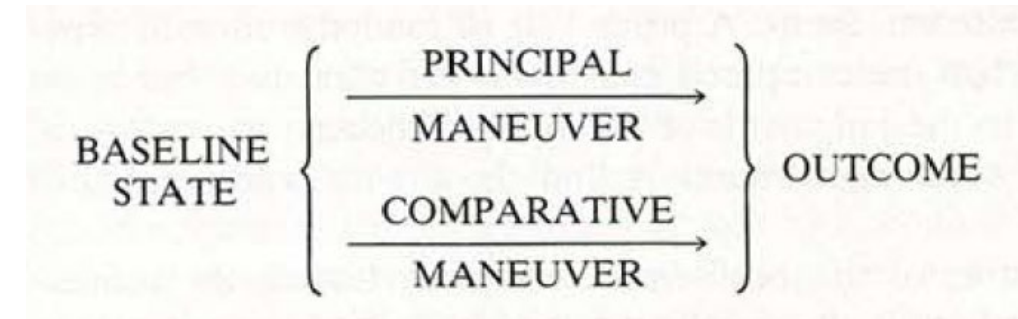 PRINCIPAL
MANEUVER
BASELINE
STATE
OUTCOME
COMPARATIVE
MANEUVER